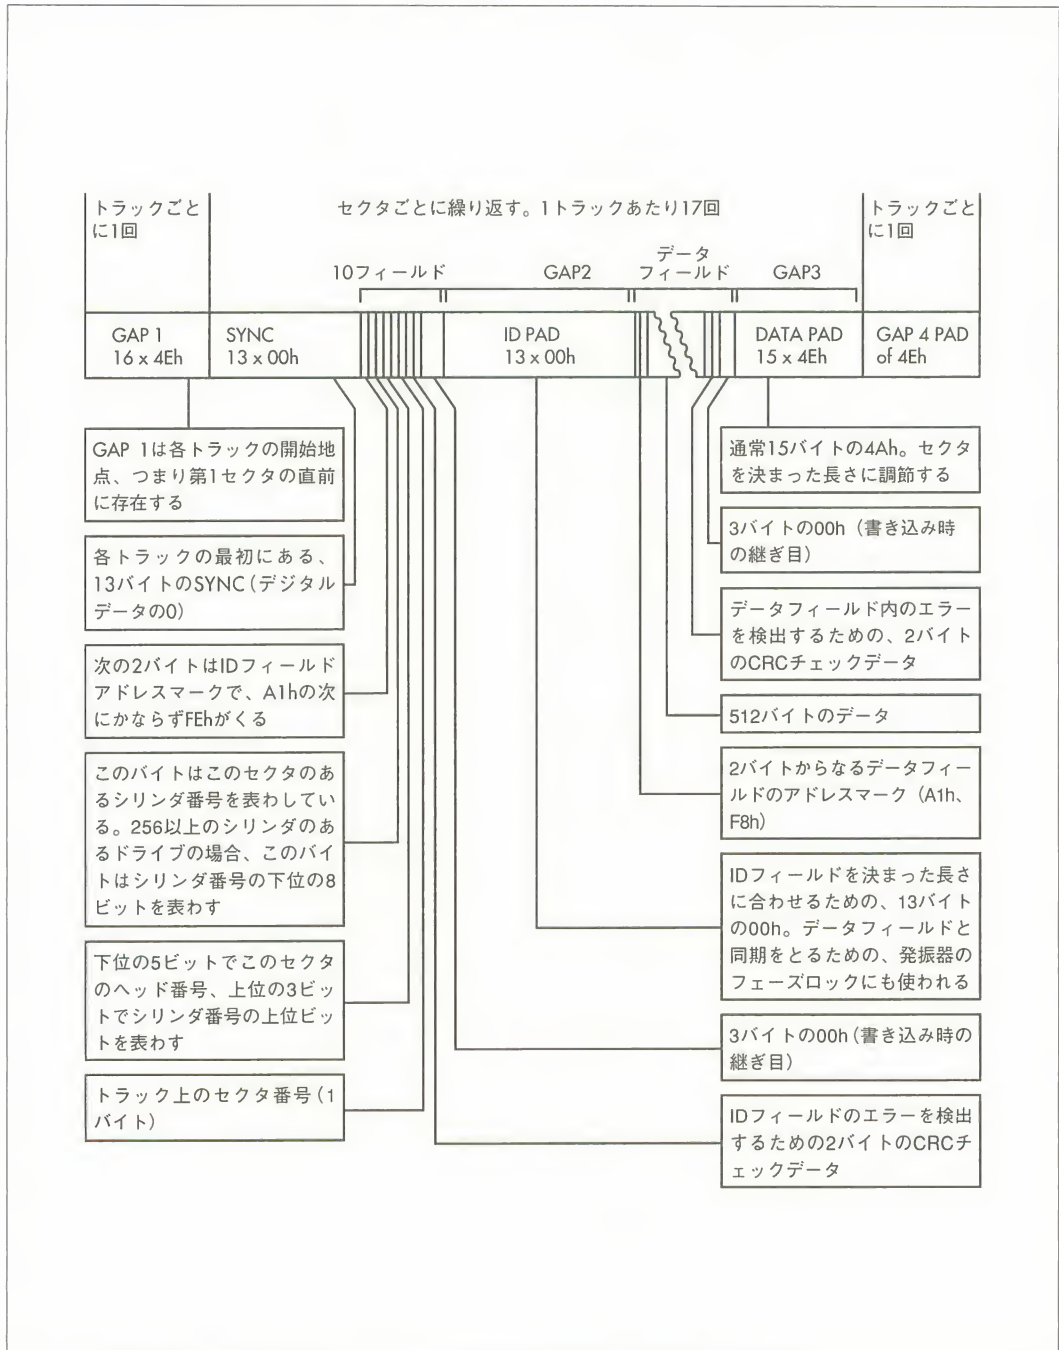 トラックごと
に1回
セクタごとに繰り返す。1トラックあたり17回
トラックごと
に1回
10フィールド
GAP2
データ
フィールド
GAP3
GAP 1
16 x 4Eh
SYNC
13 x 00h
ID PAD
13 x 00h
DATA PAD
15 x 4Eh
GAP 4 PAD
of 4Eh
GAP 1は各トラックの開始地
点、つまり第1セクタの直前
に存在する
各トラックの最初にある、
13バイトのSYNC(デジタル
データの0)
次の2バイトはIDフィールド
アドレスマークで、A1hの次
にかならずFEhがくる
このバイトはこのセクタのあ
るシリンダ番号を表わしてい
る。256以上のシリンダのあ
るドライブの場合、このバイ
トはシリンダ番号の下位の8
ビットを表わす
下位の5ビットでこのセクタ
のヘッド番号、上位の3ビッ
トでシリンダ番号の上位ビッ
トを表わす
トラック上のセクタ番号(1
バイト)
通常15バイトの4Ah。セクタ
を決まった長さに調節する
3バイトの00h(書き込み時
の継ぎ目)
データフィールド内のエラー
を検出するための、2バイト
のCRCチェックデータ
512バイトのデータ
2バイトからなるデータフィー
ルドのアドレスマーク(A1h、
F8h)
IDフィールドを決まった長さ
に合わせるための、13バイト
の00h。データフィールドと
同期をとるための、発振器の
フェーズロックにも使われる
3バイトの00h(書き込み時の
継ぎ目)
IDフィールドのエラーを検出
するための2バイトのCRCチ
ェックデータ